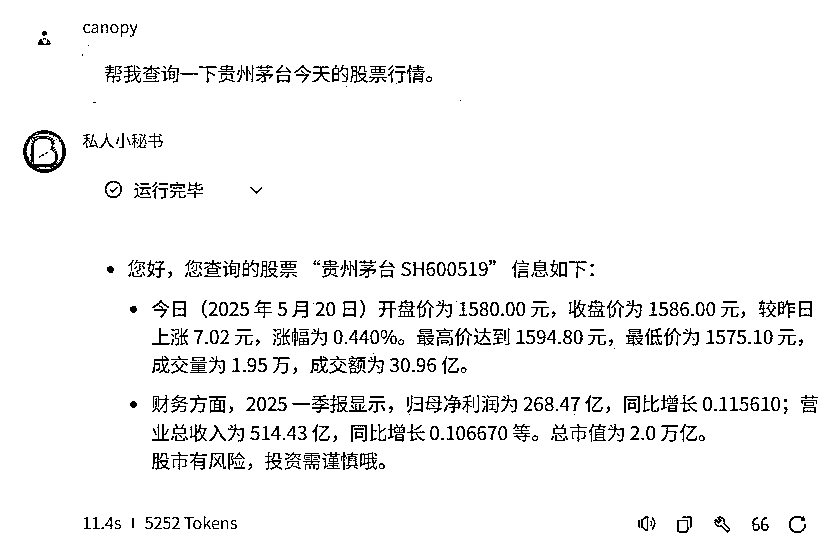 canopy
帮我查询一下贵州茅台今天的股票行情。
私人小秘书
运行完毕
您好，您查询的股票 “贵州茅台 SH600519” 信息如下：
今日（2025 年 5 月 20 日）开盘价为 1580.00 元，收盘价为 1586.00 元，较昨日
上涨 7.02 元，涨幅为 0.440%。最高价达到 1594.80 元，最低价为 1575.10 元，
成交量为 1.95 万，成交额为 30.96 亿。
财务方面，2025 一季报显示，归母净利润为 268.47 亿，同比增长 0.115610；营
业总收入为 514.43 亿，同比增长 0.106670 等。总市值为 2.0 万亿。
股市有风险，投资需谨慎哦。
11.4s | 5252 Tokens